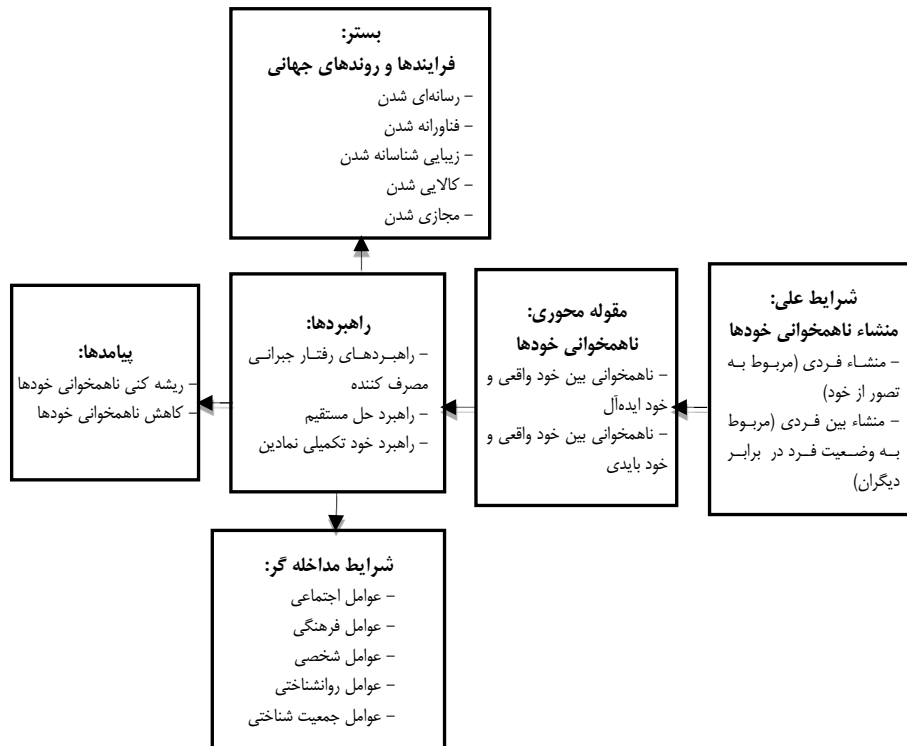 بستر:
فرایندها و روندهای جهانی
- رسانه‌ای شدن
- فناورانه شدن
- زیبایی شناسانه شدن
- کالایی شدن
- مجازی شدن
شرایط علی:
منشاء ناهمخوانی خودها
- منشاء فردی (مربوط به
تصور از خود)
- منشاء بین فردی (مربوط
به وضعیت فرد در برابر
دیگران)
مقوله محوری:
ناهمخوانی خودها
- ناهمخوانی بین خود واقعی و
خود ایده‌آل
- ناهمخوانی بین خود واقعی و
خود بایدی
راهبردها:
- راهبردهای رفتار جبرانی
مصرف کننده
- راهبرد حل مستقیم
- راهبرد خود تکمیلی نمادین
پیامدها:
- ریشه کنی ناهمخوانی خودها
- کاهش ناهمخوانی خودها
شرایط مداخله گر:
- عوامل اجتماعی
- عوامل فرهنگی
- عوامل شخصی
- عوامل روانشناختی
- عوامل جمعیت شناختی